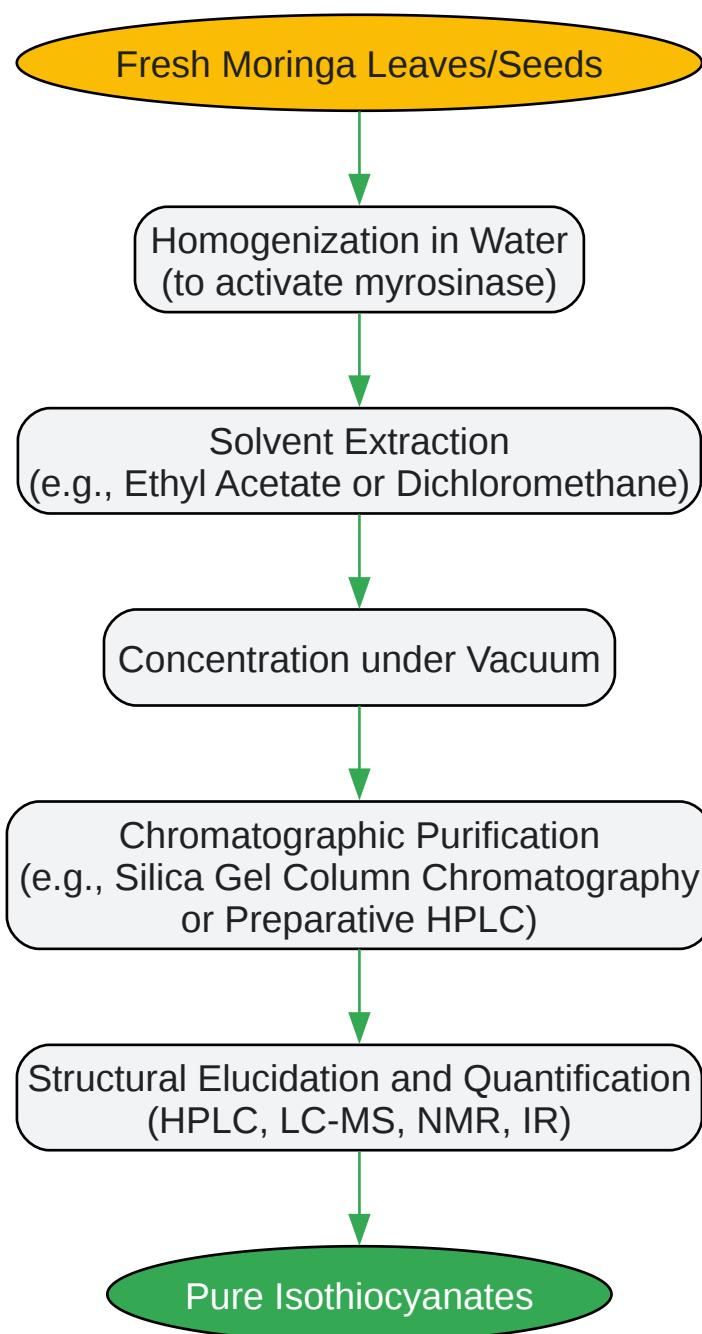 Fresh Moringa Leaves/Seeds
Homogenization in Water
(to activate myrosinase)
Solvent Extraction
(e.g., Ethyl Acetate or Dichloromethane)
Concentration under Vacuum
Chromatographic Purification
(e.g., Silica Gel Column Chromatography
or Preparative HPLC)
Structural Elucidation and Quantification
(HPLC, LC-MS, NMR, IR)
Pure Isothiocyanates